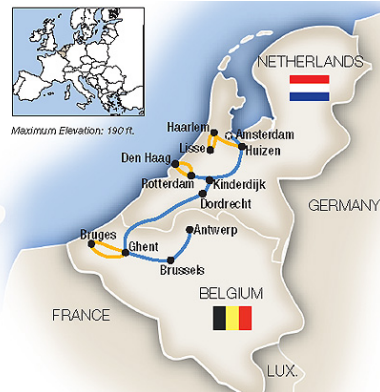 Maximum Elevation: 190 ft.
NETHERLANDS
Haarlem
Amsterdam
Lisse
Huizen
Den Haag
Rotterdam
Kinderdijk
Dordrecht
GERMANY
Bruges
Ghent
Antwerp
Brussels
BELGIUM
FRANCE
LUX.